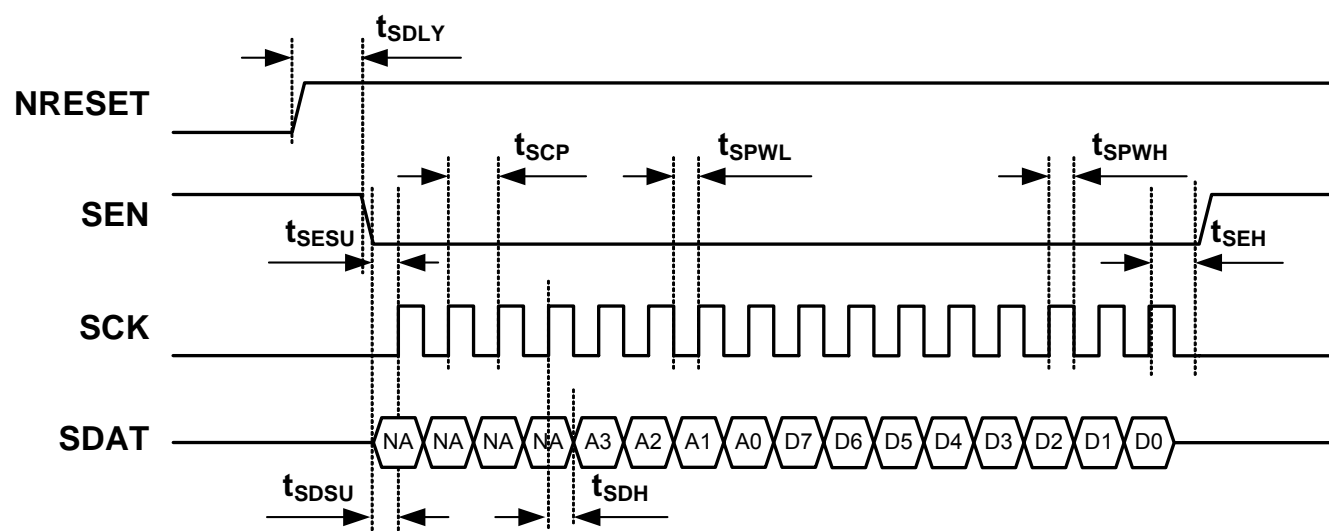 tSDLY
NRESET
tSCP tSPWL tSPWH
SEN
tSESU tSEH
SCK
SDAT NA NA NA NA A3 A2 A1 A0 D7 D6 D5 D4 D3 D2 D1 D0
tSDSU tSDH